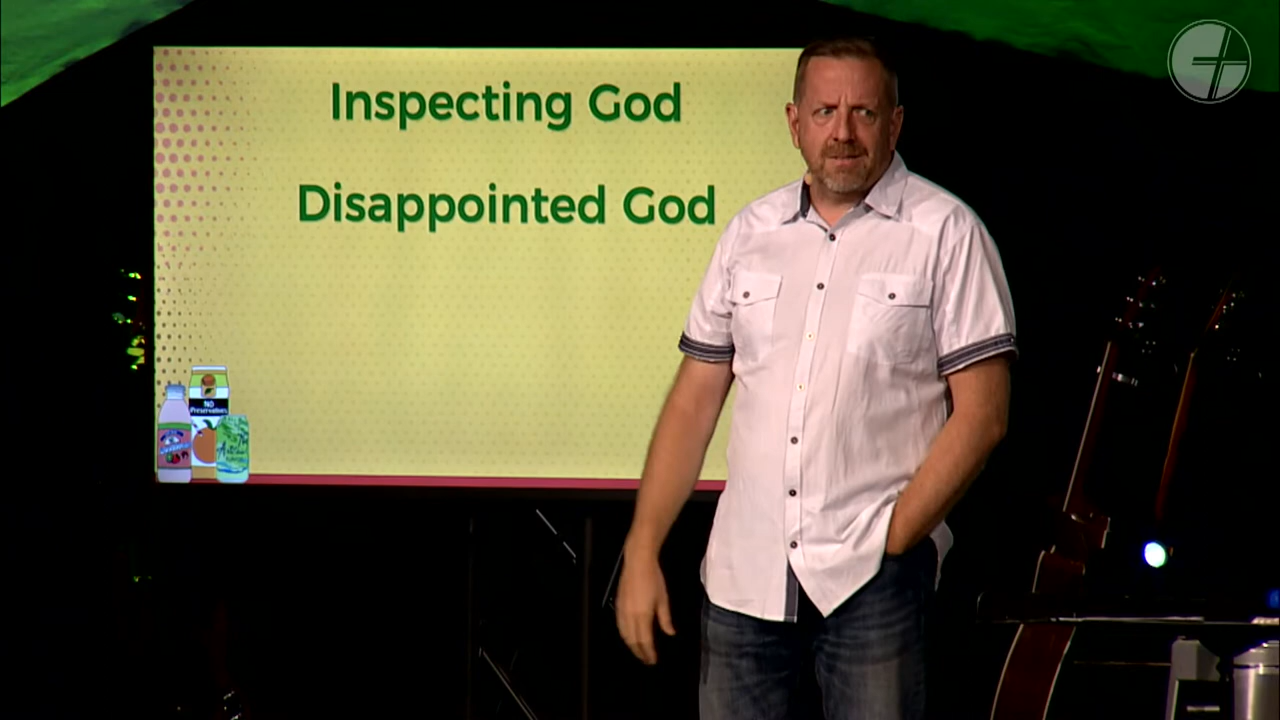 Inspecting God
Disappointed God
NO
Preservatives